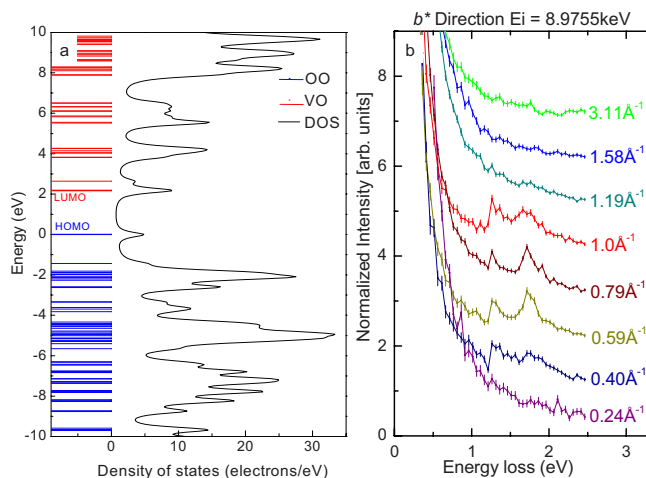 b* Direction Ei = 8.9755keV
a
OO
VO
DOS
LUMO
HOMO
Energy (eV)
10
8
6
4
2
0
-2
-4
-6
-8
-10
0
10
20
30
Density of states (electrons/eV)
b
Normalized Intensity [arb. units]
8
6
4
2
0
3.11Å⁻¹
1.58Å⁻¹
1.19Å⁻¹
1.0Å⁻¹
0.79Å⁻¹
0.59Å⁻¹
0.40Å⁻¹
0.24Å⁻¹
0
1
2
3
Energy loss (eV)